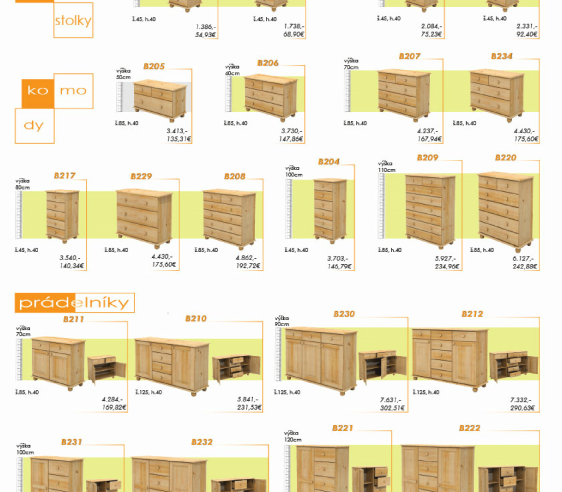 š.45, h.40
1.386,-
54,93€
š.45, h.40
1.738,-
68.90€
š.45, h.40
2.084,-
75,23€
š.45, h.40
2.331,-
92,40€
stolky
ko mo
dy
výška
50cm
B205
š.85, h.40
3.413,-
135,31€
výška
60cm
B206
š.85, h.40
3.730,-
147,86€
výška
70cm
B207
š.85, h.40
4.237,-
167,94€
B234
š.85, h.40
4.430,-
175,60€
výška
80cm
B217
š.45, h.40
3.540,-
140,34€
B229
š.85, h.40
4.430,-
175,60€
B208
š.85, h.40
4.862,-
192,72€
výška
100cm
B204
š.45, h.40
3.703,-
146,79€
výška
110cm
B209
š.85, h.40
5.927,-
234,96€
B220
š.85, h.40
6.127,-
242,88€
prádelníky
výška
70cm
B211
š.85, h.40
4.284,-
169,82€
B210
š.125, h.40
5.841,-
231,53€
výška
90cm
B230
š.125, h.40
7.631,-
302.51€
B212
š.125, h.40
7.332,-
290,63€
výška
100cm
B231
B232
výška
120cm
B221
B222